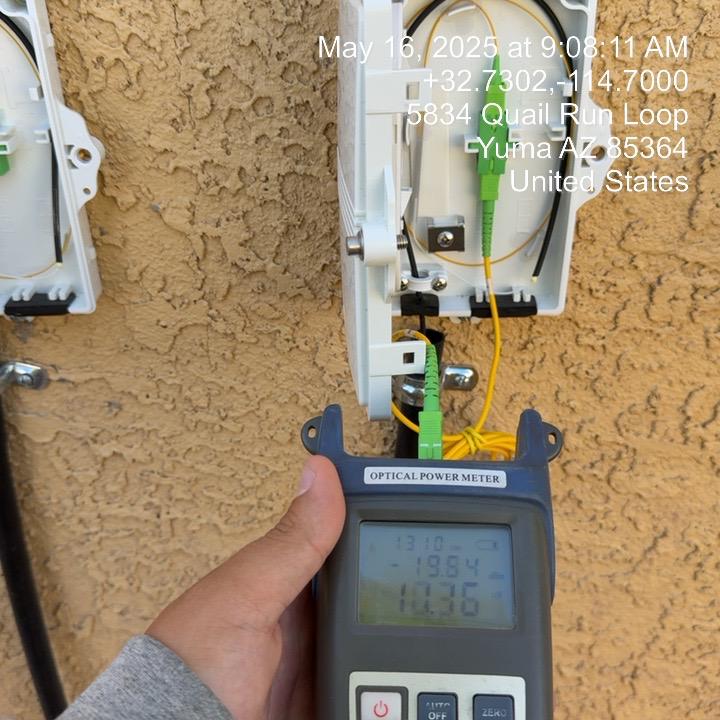 May 16, 2025 at 9:08:11 AM
+32.7302,-114.7000
5834 Quail Run Loop
Yuma AZ 85364
United States
OPTICAL POWER METER
1310
-19.84
10.36
AUTO
OFF
ZERO